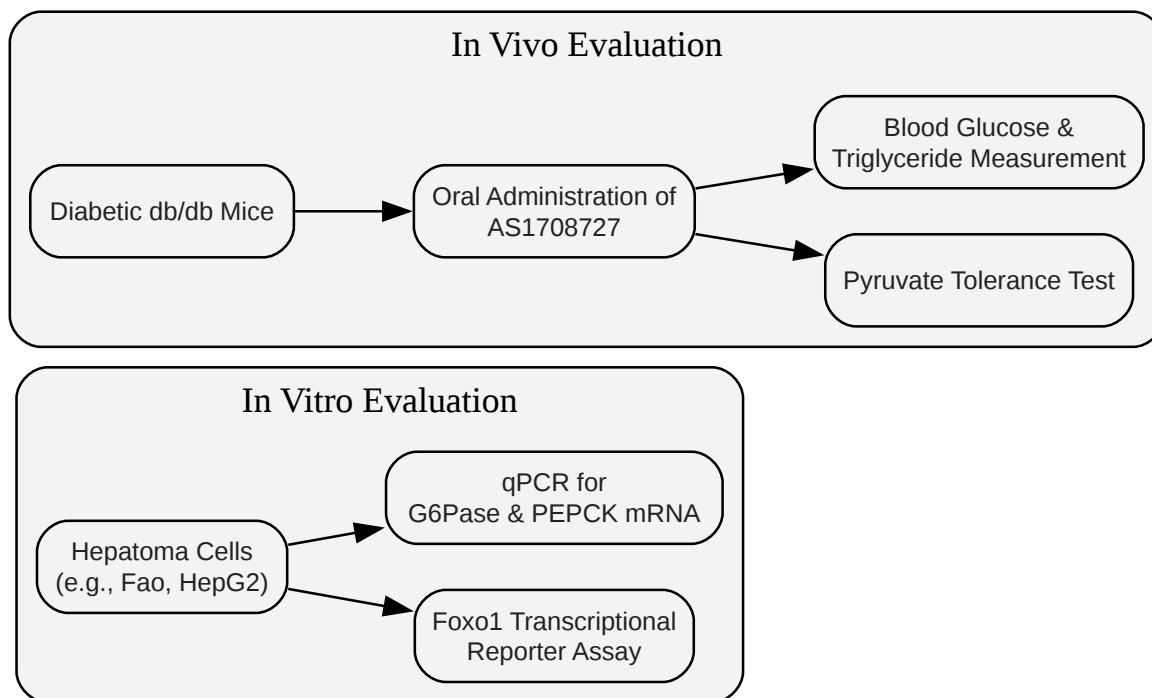 In Vivo Evaluation
Diabetic db/db Mice
Oral Administration of
AS1708727
Blood Glucose &
Triglyceride Measurement
Pyruvate Tolerance Test
In Vitro Evaluation
Hepatoma Cells
(e.g., Fao, HepG2)
qPCR for
G6Pase & PEPCK mRNA
Foxo1 Transcriptional
Reporter Assay